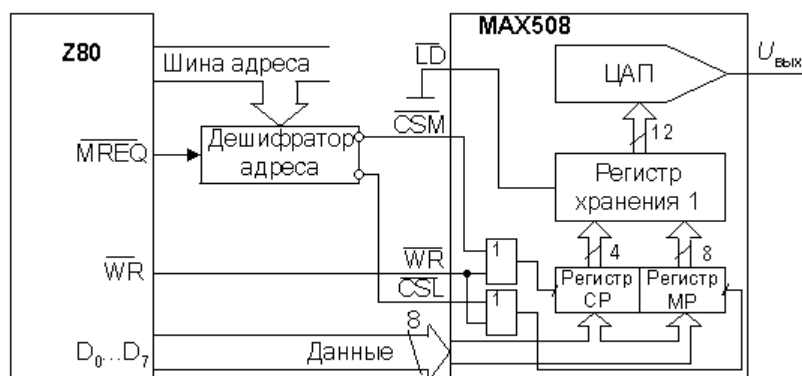 Z80
Шина адреса
MREQ
Дешифратор
адреса
WR
D₀...D₇
8
Данные
MAX508
LD
CSM
WR
CSL
1
1
ЦАП
Uвых
12
Регистр
хранения 1
4
8
Регистр
СР
Регистр
МР